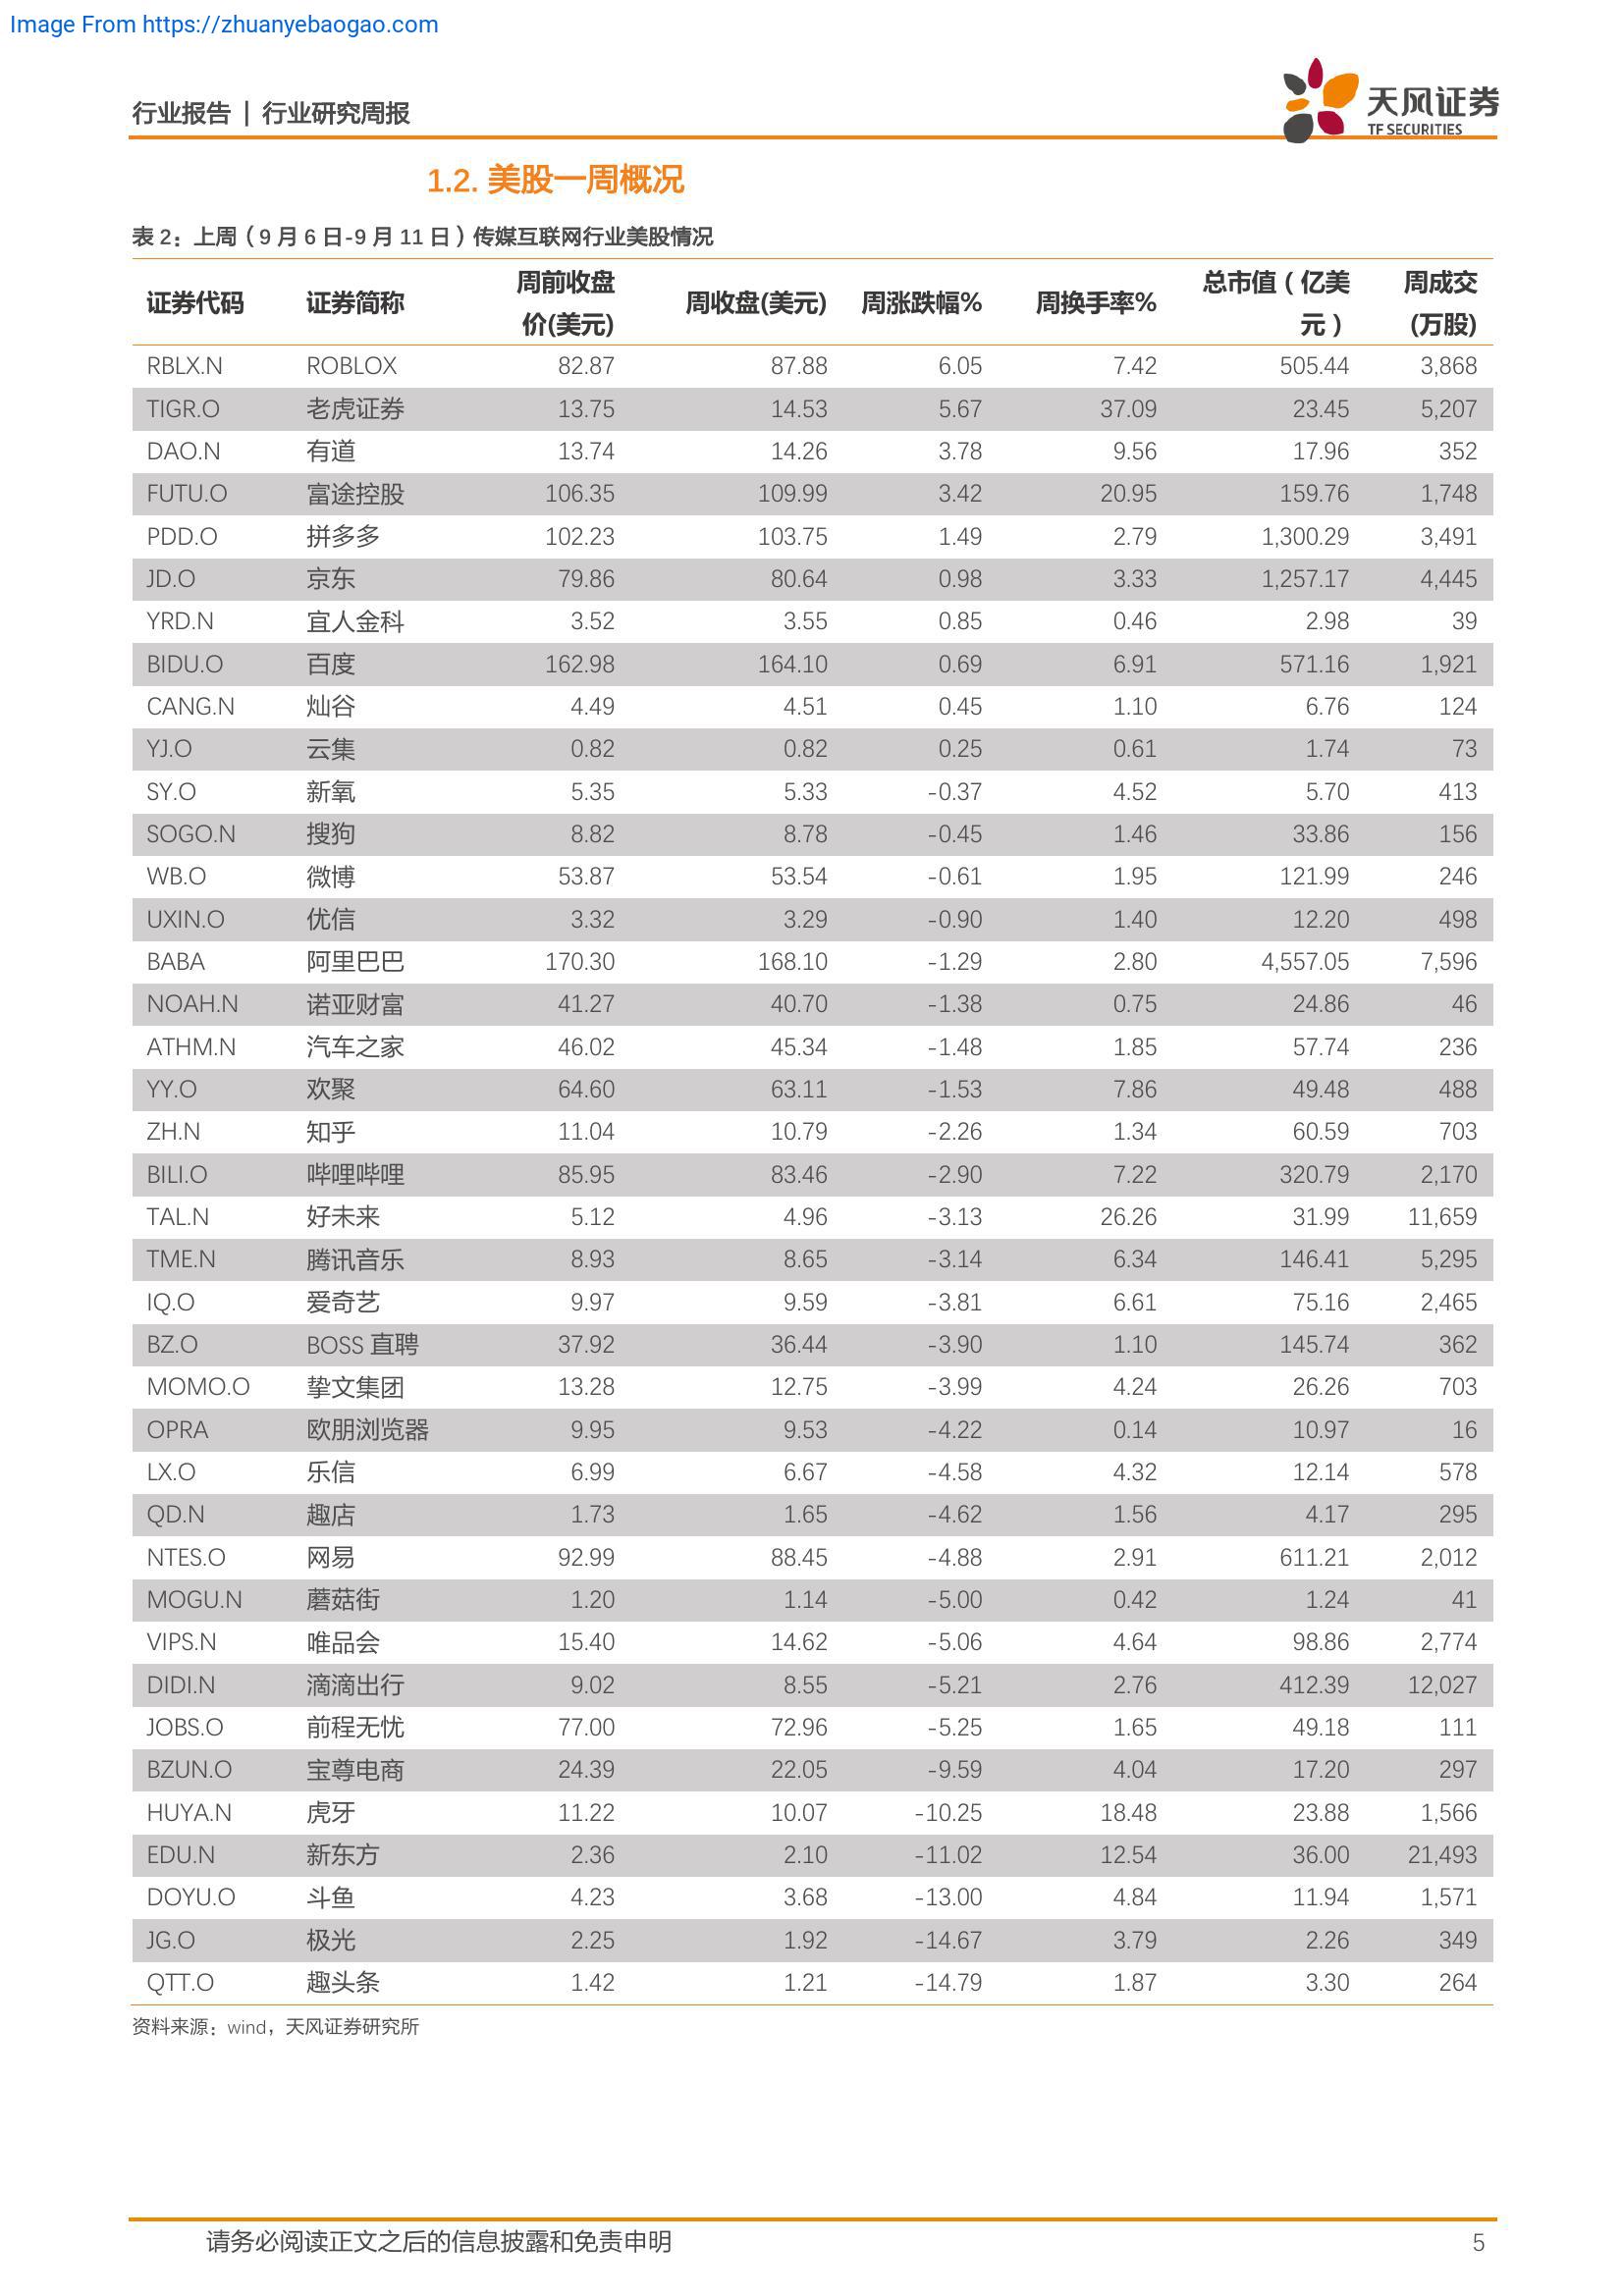 Image From https://zhuanyebaogao.com
行业报告 | 行业研究周报
天风证券
TF SECURITIES
1.2. 美股一周概况
表 2：上周（9 月 6 日-9 月 11 日）传媒互联网行业美股情况
证券代码 证券简称 周前收盘价(美元) 周收盘(美元) 周涨跌幅% 周换手率% 总市值（亿美元） 周成交(万股)
RBLX.N ROBLOX 82.87 87.88 6.05 7.42 505.44 3,868
TIGR.O 老虎证券 13.75 14.53 5.67 37.09 23.45 5,207
DAO.N 有道 13.74 14.26 3.78 9.56 17.96 352
FUTU.O 富途控股 106.35 109.99 3.42 20.95 159.76 1,748
PDD.O 拼多多 102.23 103.75 1.49 2.79 1,300.29 3,491
JD.O 京东 79.86 80.64 0.98 3.33 1,257.17 4,445
YRD.N 宜人金科 3.52 3.55 0.85 0.46 2.98 39
BIDU.O 百度 162.98 164.10 0.69 6.91 571.16 1,921
CANG.N 灿谷 4.49 4.51 0.45 1.10 6.76 124
YJ.O 云集 0.82 0.82 0.25 0.61 1.74 73
SY.O 新氧 5.35 5.33 -0.37 4.52 5.70 413
SOGO.N 搜狗 8.82 8.78 -0.45 1.46 33.86 156
WB.O 微博 53.87 53.54 -0.61 1.95 121.99 246
UXIN.O 优信 3.32 3.29 -0.90 1.40 12.20 498
BABA 阿里巴巴 170.30 168.10 -1.29 2.80 4,557.05 7,596
NOAH.N 诺亚财富 41.27 40.70 -1.38 0.75 24.86 46
ATHM.N 汽车之家 46.02 45.34 -1.48 1.85 57.74 236
YY.O 欢聚 64.60 63.11 -1.53 7.86 49.48 488
ZH.N 知乎 11.04 10.79 -2.26 1.34 60.59 703
BILI.O 哔哩哔哩 85.95 83.46 -2.90 7.22 320.79 2,170
TAL.N 好未来 5.12 4.96 -3.13 26.26 31.99 11,659
TME.N 腾讯音乐 8.93 8.65 -3.14 6.34 146.41 5,295
IQ.O 爱奇艺 9.97 9.59 -3.81 6.61 75.16 2,465
BZ.O BOSS 直聘 37.92 36.44 -3.90 1.10 145.74 362
MOMO.O 挚文集团 13.28 12.75 -3.99 4.24 26.26 703
OPRA 欧朋浏览器 9.95 9.53 -4.22 0.14 10.97 16
LX.O 乐信 6.99 6.67 -4.58 4.32 12.14 578
QD.N 趣店 1.73 1.65 -4.62 1.56 4.17 295
NTES.O 网易 92.99 88.45 -4.88 2.91 611.21 2,012
MOGU.N 蘑菇街 1.20 1.14 -5.00 0.42 1.24 41
VIPS.N 唯品会 15.40 14.62 -5.06 4.64 98.86 2,774
DIDI.N 滴滴出行 9.02 8.55 -5.21 2.76 412.39 12,027
JOBS.O 前程无忧 77.00 72.96 -5.25 1.65 49.18 111
BZUN.O 宝尊电商 24.39 22.05 -9.59 4.04 17.20 297
HUYA.N 虎牙 11.22 10.07 -10.25 18.48 23.88 1,566
EDU.N 新东方 2.36 2.10 -11.02 12.54 36.00 21,493
DOYU.O 斗鱼 4.23 3.68 -13.00 4.84 11.94 1,571
JG.O 极光 2.25 1.92 -14.67 3.79 2.26 349
QTT.O 趣头条 1.42 1.21 -14.79 1.87 3.30 264
资料来源：wind，天风证券研究所
请务必阅读正文之后的信息披露和免责申明 5